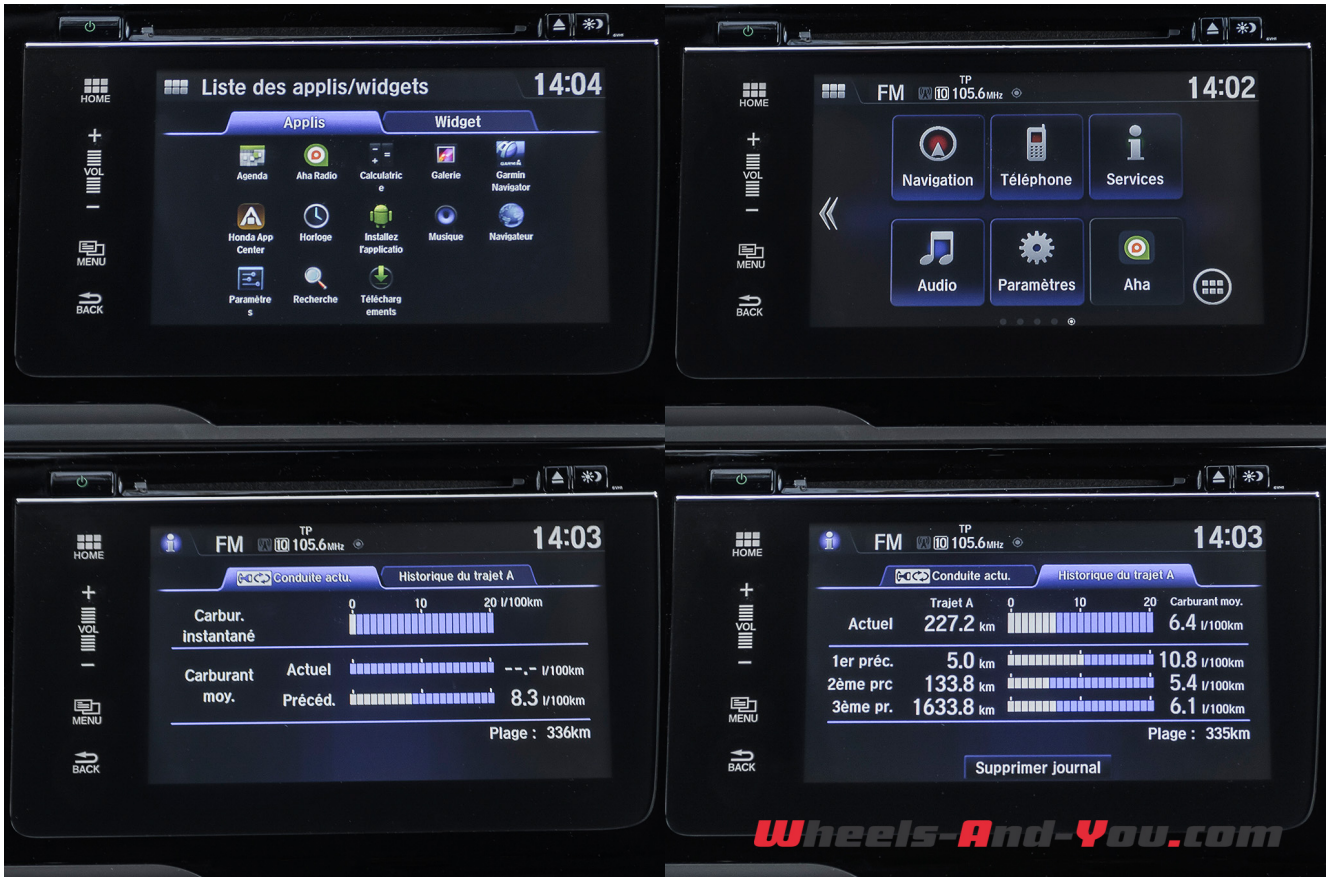 HOME
+
VOL
−
MENU
BACK
Liste des applis/widgets 14:04
Applis Widget
Agenda Aha Radio Calculatric
e Galerie Garmin
Navigator
Honda App
Center Horloge Installez
l'applicatio Musique Navigateur
Paramètre
s Recherche Télécharg
ements
HOME
+
VOL
−
MENU
BACK
TP
FM 10 105.6MHz 14:02
Navigation Téléphone Services
Audio Paramètres Aha
HOME
+
VOL
−
MENU
BACK
TP
FM 10 105.6MHz 14:03
Conduite actu. Historique du trajet A
0 10 20 l/100km
Carbur.
instantané
Carburant
moy.
Actuel --.- l/100km
Précéd. 8.3 l/100km
Plage : 336km
HOME
+
VOL
−
MENU
BACK
TP
FM 10 105.6MHz 14:03
Conduite actu. Historique du trajet A
Trajet A 0 10 20 Carburant moy.
Actuel 227.2 km 6.4 l/100km
1er préc. 5.0 km 10.8 l/100km
2ème prc 133.8 km 5.4 l/100km
3ème pr. 1633.8 km 6.1 l/100km
Plage : 335km
Supprimer journal
Wheels-And-You.com